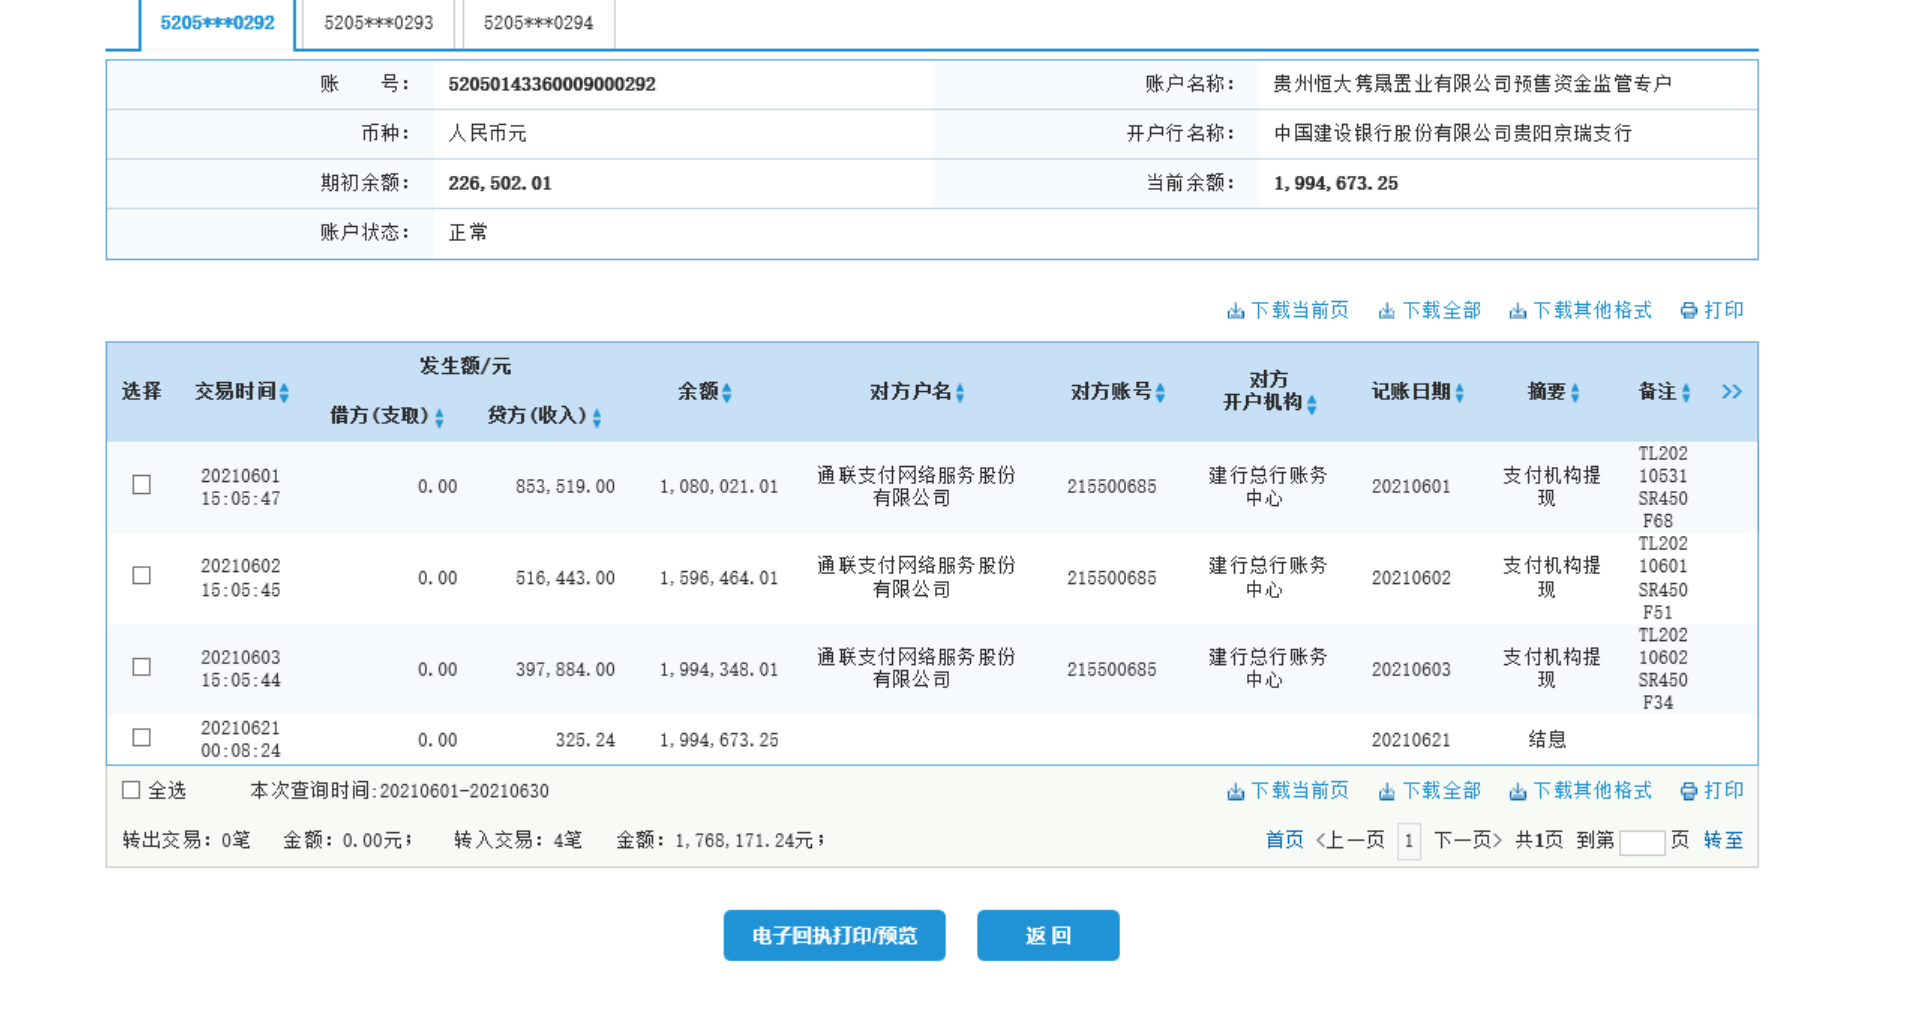 5205***0292 5205***0293 5205***0294
账 号： 52050143360009000292 账户名称： 贵州恒大隽晟置业有限公司预售资金监管专户
币种： 人民币元 开户行名称： 中国建设银行股份有限公司贵阳京瑞支行
期初余额： 226,502.01 当前余额： 1,994,673.25
账户状态： 正常
下载当前页 下载全部 下载其他格式 打印
选择 交易时间 发生额/元 余额 对方户名 对方账号 对方 记账日期 摘要 备注 >>
借方(支取) 贷方(收入) 开户机构
TL202
20210601 0.00 853,519.00 1,080,021.01 通联支付网络服务股份 215500685 建行总行账务 20210601 支付机构提 10531
15:05:47 有限公司 中心 现 SR450
F68
TL202
20210602 0.00 516,443.00 1,596,464.01 通联支付网络服务股份 215500685 建行总行账务 20210602 支付机构提 10601
15:05:45 有限公司 中心 现 SR450
F51
TL202
20210603 0.00 397,884.00 1,994,348.01 通联支付网络服务股份 215500685 建行总行账务 20210603 支付机构提 10602
15:05:44 有限公司 中心 现 SR450
F34
20210621 0.00 325.24 1,994,673.25 20210621 结息
00:08:24
全选 本次查询时间:20210601-20210630 下载当前页 下载全部 下载其他格式 打印
转出交易：0笔 金额：0.00元； 转入交易：4笔 金额：1,768,171.24元； 首页 <上一页 1 下一页> 共1页 到第 页 转至
电子回执打印/预览 返 回